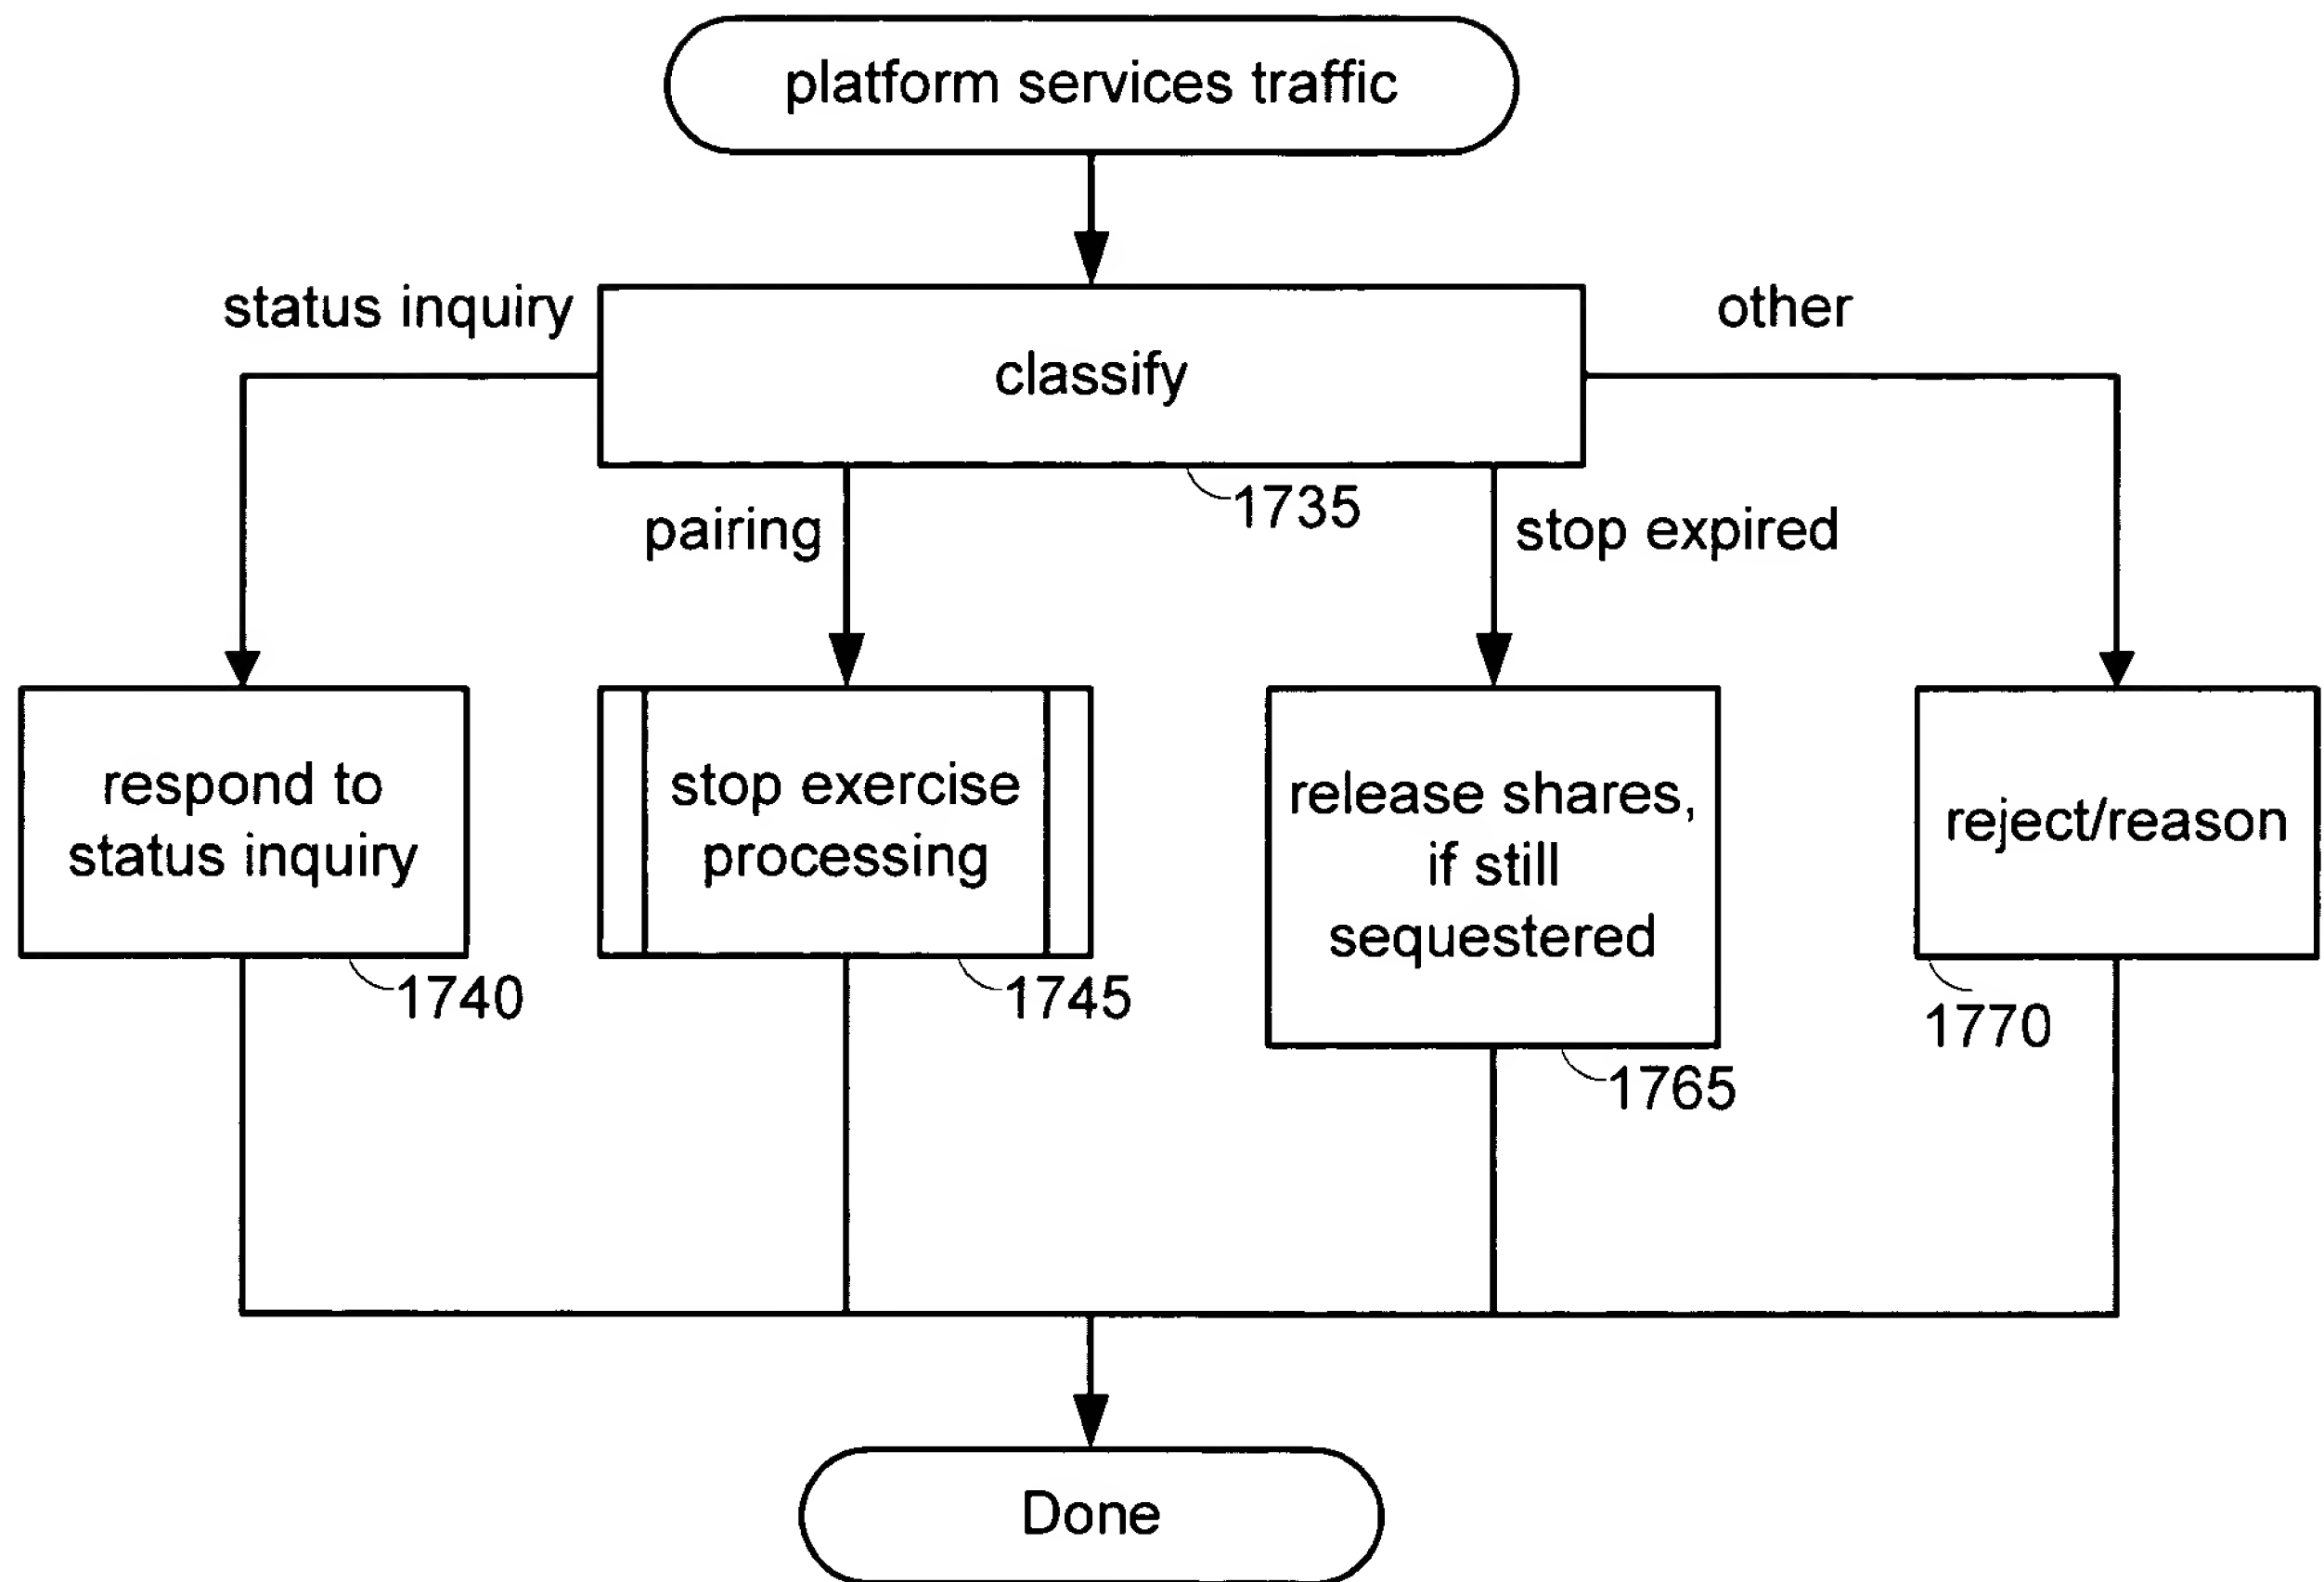 platform services traffic
status inquiry
other
classify
1735
pairing
stop expired
respond to
status inquiry
1740
stop exercise
processing
1745
release shares,
if still
sequestered
1765
reject/reason
1770
Done